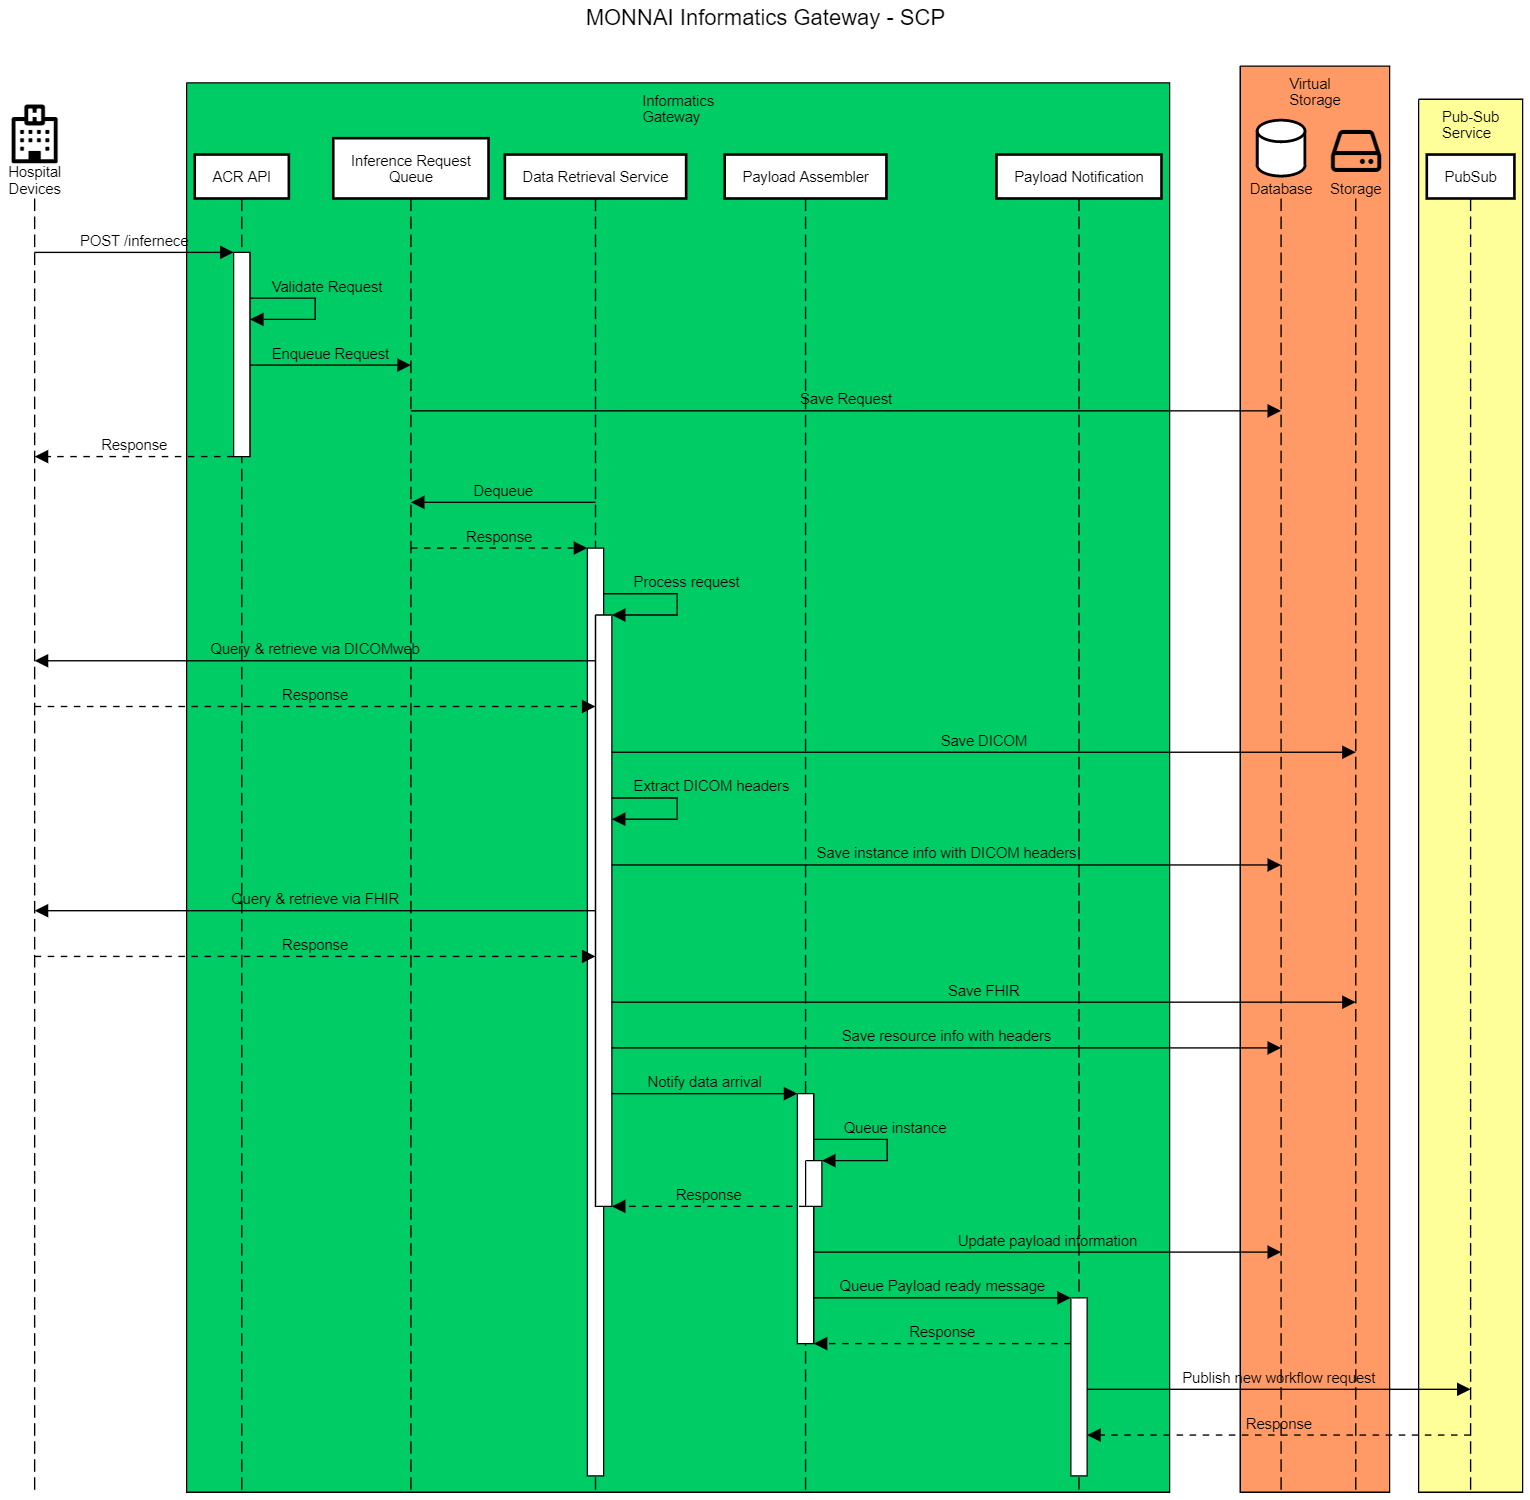 MONNAI Informatics Gateway - SCP
Informatics
Gateway
Virtual
Storage
Pub-Sub
Service
Hospital
Devices
ACR API
Inference Request
Queue
Data Retrieval Service
Payload Assembler
Payload Notification
Database
Storage
PubSub
POST /infernece
Validate Request
Enqueue Request
Save Request
Response
Dequeue
Response
Process request
Query & retrieve via DICOMweb
Response
Save DICOM
Extract DICOM headers
Save instance info with DICOM headers
Query & retrieve via FHIR
Response
Save FHIR
Save resource info with headers
Notify data arrival
Queue instance
Response
Update payload information
Queue Payload ready message
Response
Publish new workflow request
Response